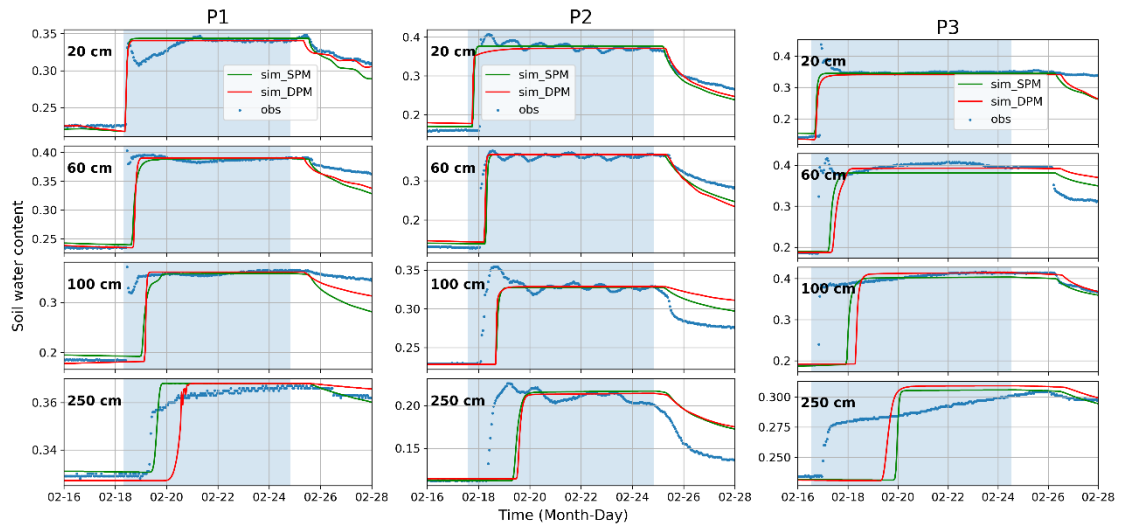 P1
P2
P3
Soil water content
20 cm
0.35
0.30
0.25
sim_SPM
sim_DPM
obs
60 cm
0.40
0.35
0.30
0.25
100 cm
0.3
0.2
250 cm
0.36
0.33
02-16
02-18
02-20
02-22
02-24
02-26
02-28
20 cm
0.4
0.3
0.2
sim_SPM
sim_DPM
obs
60 cm
0.3
0.2
100 cm
0.35
0.30
0.25
250 cm
0.20
0.15
02-16
02-18
02-20
02-22
02-24
02-26
02-28
20 cm
0.4
0.3
0.2
sim_SPM
sim_DPM
obs
60 cm
0.4
0.3
0.2
100 cm
0.4
0.3
0.2
250 cm
0.300
0.275
0.250
02-16
02-18
02-20
02-22
02-24
02-26
02-28
Time (Month-Day)